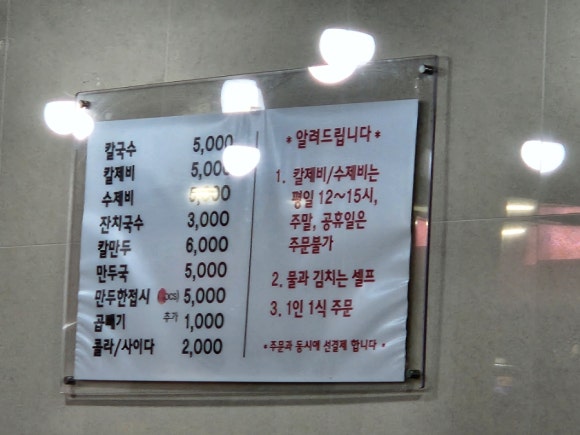 칼국수 5,000
칼제비 5,000
수제비
잔치국수 3,000
칼만두 6,000
만두국 5,000
만두한접시 pcs) 5,000
곱빼기 추가 1,000
콜라/사이다 2,000
* 알려드립니다 *
1. 칼제비/수제비는
평일 12~15시,
주말, 공휴일은
주문불가
2. 물과 김치는 셀프
3. 1인 1식 주문
* 주문과 동시에 선결제 합니다 *